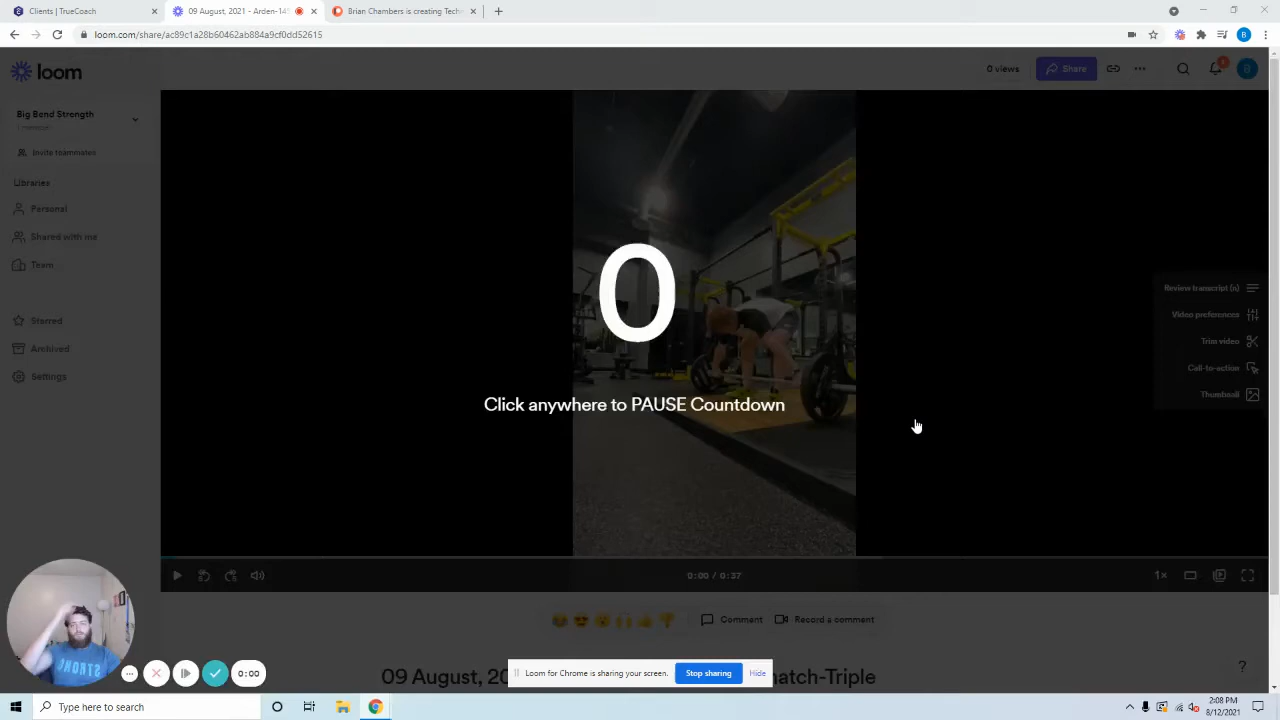 Clients | TrueCoach
09 August, 2021 - Arden-145
Brian Chambers is creating Tech
loom.com/share/ac89c1a28b60462ab884a9cf0dd52615
loom
0 views
Share
B
Big Bend Strength
Invite teammates
Libraries
Personal
Shared with me
Team
Starred
Archived
Settings
0
Click anywhere to PAUSE Countdown
Review transcript
Video preferences
Trim video
Call-to-action
Thumbnail
0:00 / 0:37
1×
Comment
Record a comment
0:00
STRONG
Loom for Chrome is sharing your screen.
Stop sharing
Hide
09 August, 20
natch-Triple
Type here to search
2:08 PM
8/12/2021